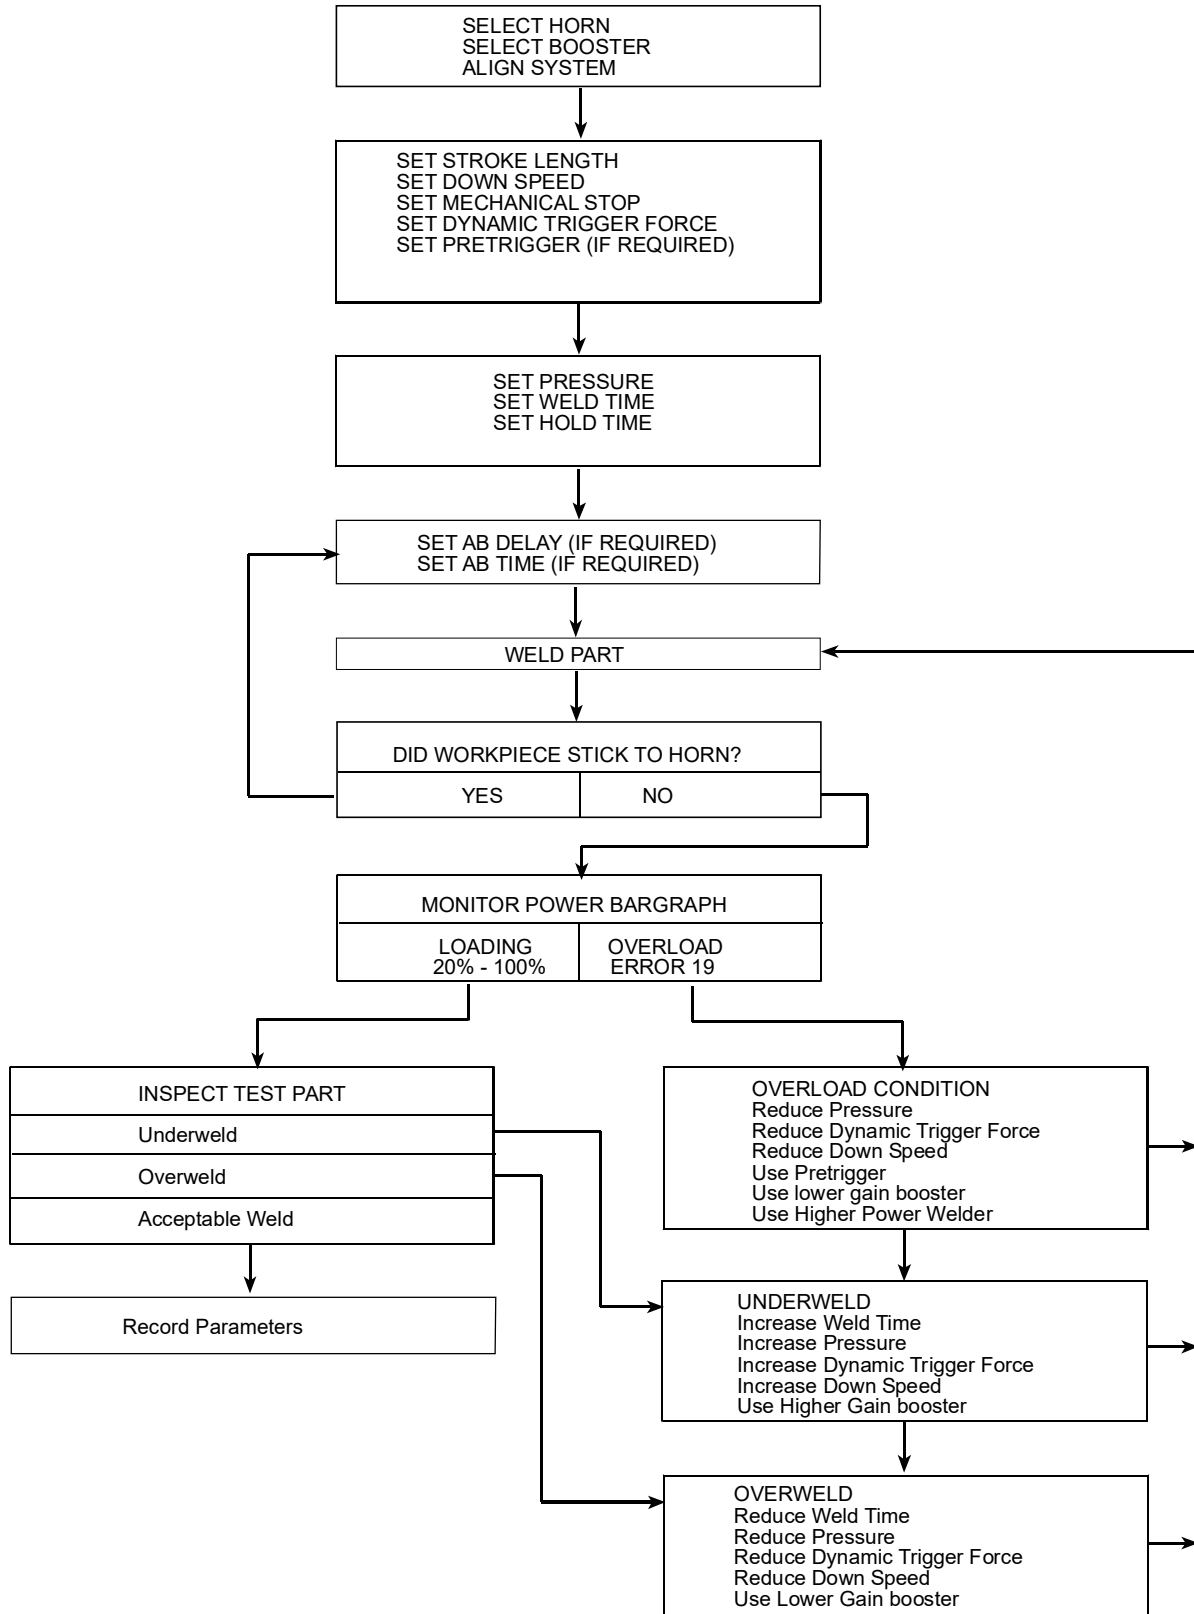 SELECT HORN
SELECT BOOSTER
ALIGN SYSTEM
SET STROKE LENGTH
SET DOWN SPEED
SET MECHANICAL STOP
SET DYNAMIC TRIGGER FORCE
SET PRETRIGGER (IF REQUIRED)
SET PRESSURE
SET WELD TIME
SET HOLD TIME
SET AB DELAY (IF REQUIRED)
SET AB TIME (IF REQUIRED)
WELD PART
DID WORKPIECE STICK TO HORN?
YES
NO
MONITOR POWER BARGRAPH
LOADING
20% - 100%
OVERLOAD
ERROR 19
INSPECT TEST PART
Underweld
Overweld
Acceptable Weld
Record Parameters
OVERLOAD CONDITION
Reduce Pressure
Reduce Dynamic Trigger Force
Reduce Down Speed
Use Pretrigger
Use lower gain booster
Use Higher Power Welder
UNDERWELD
Increase Weld Time
Increase Pressure
Increase Dynamic Trigger Force
Increase Down Speed
Use Higher Gain booster
OVERWELD
Reduce Weld Time
Reduce Pressure
Reduce Dynamic Trigger Force
Reduce Down Speed
Use Lower Gain booster